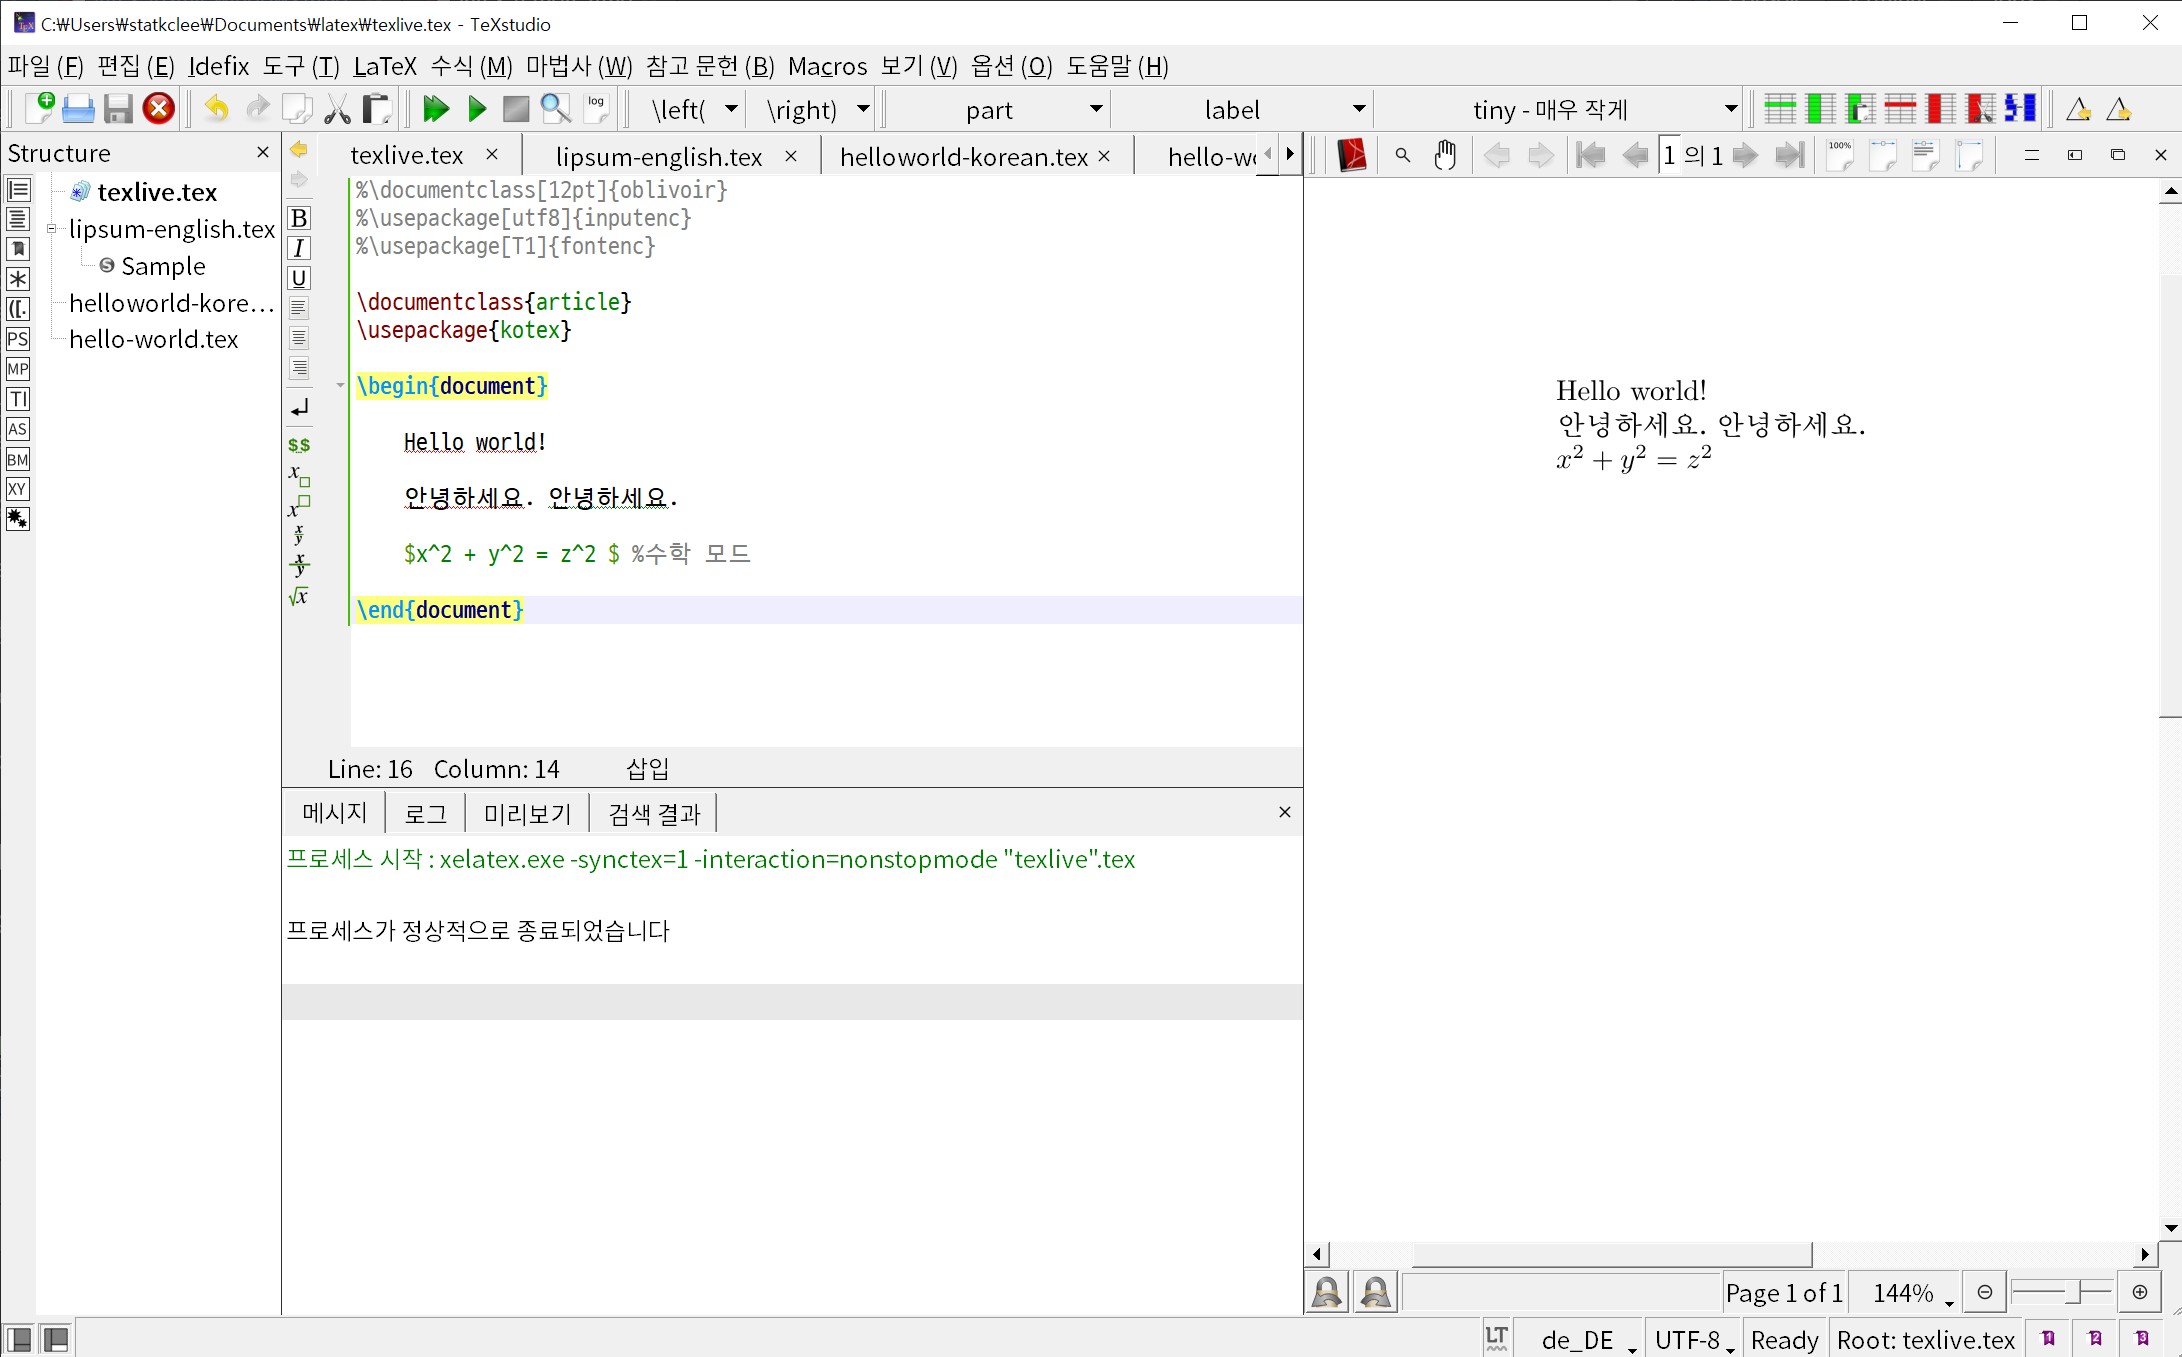 C:₩Users₩statkclee₩Documents₩latex₩texlive.tex - TeXstudio
파일 (F) 편집 (E) Idefix 도구 (T) LaTeX 수식 (M) 마법사 (W) 참고 문헌 (B) Macros 보기 (V) 옵션 (O) 도움말 (H)
log \left( \right) part label tiny - 매우 작게
Structure
texlive.tex
lipsum-english.tex
Sample
helloworld-kore...
hello-world.tex
PS
MP
TI
AS
BM
XY
B
I
U
$$
texlive.tex lipsum-english.tex helloworld-korean.tex hello-wo
%\documentclass[12pt]{oblivoir}
%\usepackage[utf8]{inputenc}
%\usepackage[T1]{fontenc}
\documentclass{article}
\usepackage{kotex}
\begin{document}
Hello world!
안녕하세요. 안녕하세요.
$x^2 + y^2 = z^2 $ %수학 모드
\end{document}
Line: 16 Column: 14 삽입
메시지 로그 미리보기 검색 결과
프로세스 시작 : xelatex.exe -synctex=1 -interaction=nonstopmode "texlive".tex
프로세스가 정상적으로 종료되었습니다
1 의 1 100%
Hello world!
안녕하세요. 안녕하세요.
x² + y² = z²
Page 1 of 1 144%
LT de_DE UTF-8 Ready Root: texlive.tex 1 2 3